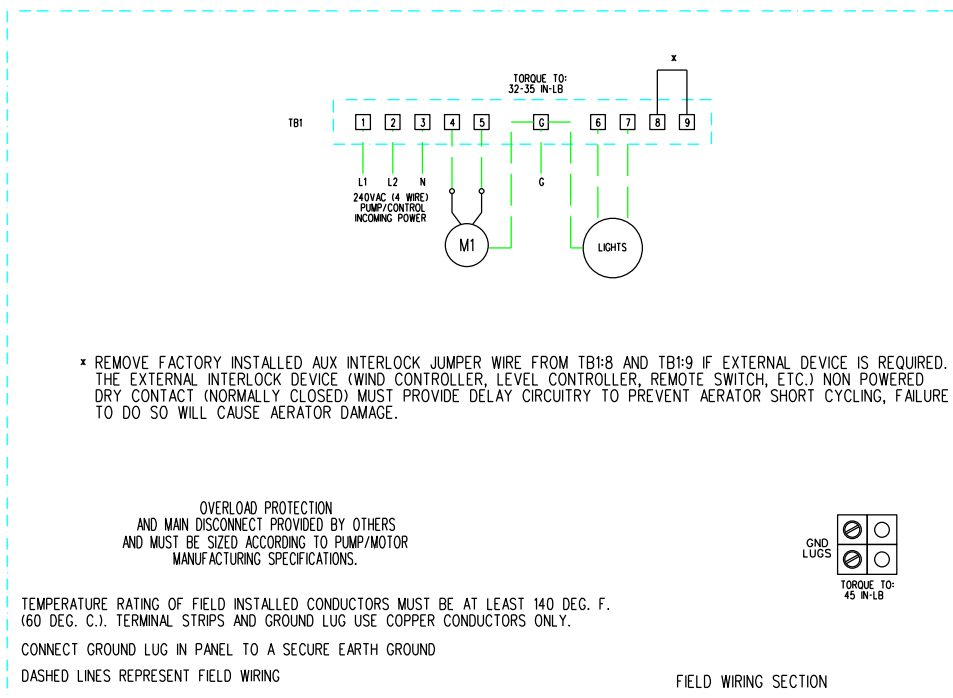 x
TORQUE TO:
32-35 IN-LB
TB1
1 2 3 4 5 G 6 7 8 9
L1 L2 N G
240VAC (4 WIRE)
PUMP/CONTROL
INCOMING POWER
M1
LIGHTS
x REMOVE FACTORY INSTALLED AUX INTERLOCK JUMPER WIRE FROM TB1:8 AND TB1:9 IF EXTERNAL DEVICE IS REQUIRED.
THE EXTERNAL INTERLOCK DEVICE (WIND CONTROLLER, LEVEL CONTROLLER, REMOTE SWITCH, ETC.) NON POWERED
DRY CONTACT (NORMALLY CLOSED) MUST PROVIDE DELAY CIRCUITRY TO PREVENT AERATOR SHORT CYCLING, FAILURE
TO DO SO WILL CAUSE AERATOR DAMAGE.
OVERLOAD PROTECTION
AND MAIN DISCONNECT PROVIDED BY OTHERS
AND MUST BE SIZED ACCORDING TO PUMP/MOTOR
MANUFACTURING SPECIFICATIONS.
GND
LUGS
TORQUE TO:
45 IN-LB
TEMPERATURE RATING OF FIELD INSTALLED CONDUCTORS MUST BE AT LEAST 140 DEG. F.
(60 DEG. C.). TERMINAL STRIPS AND GROUND LUG USE COPPER CONDUCTORS ONLY.
CONNECT GROUND LUG IN PANEL TO A SECURE EARTH GROUND
DASHED LINES REPRESENT FIELD WIRING
FIELD WIRING SECTION